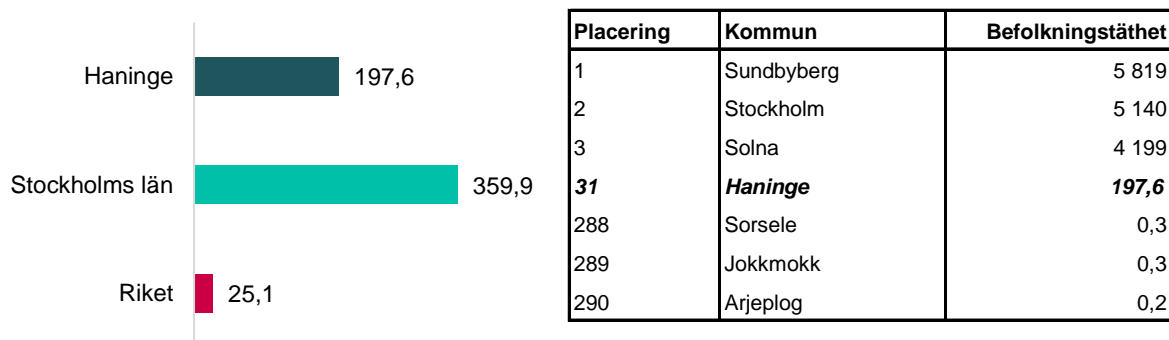 Haninge 197,6
Stockholms län 359,9
Riket 25,1
Placering Kommun Befolkningstäthet
1 Sundbyberg 5 819
2 Stockholm 5 140
3 Solna 4 199
31 Haninge 197,6
288 Sorsele 0,3
289 Jokkmokk 0,3
290 Arjeplog 0,2